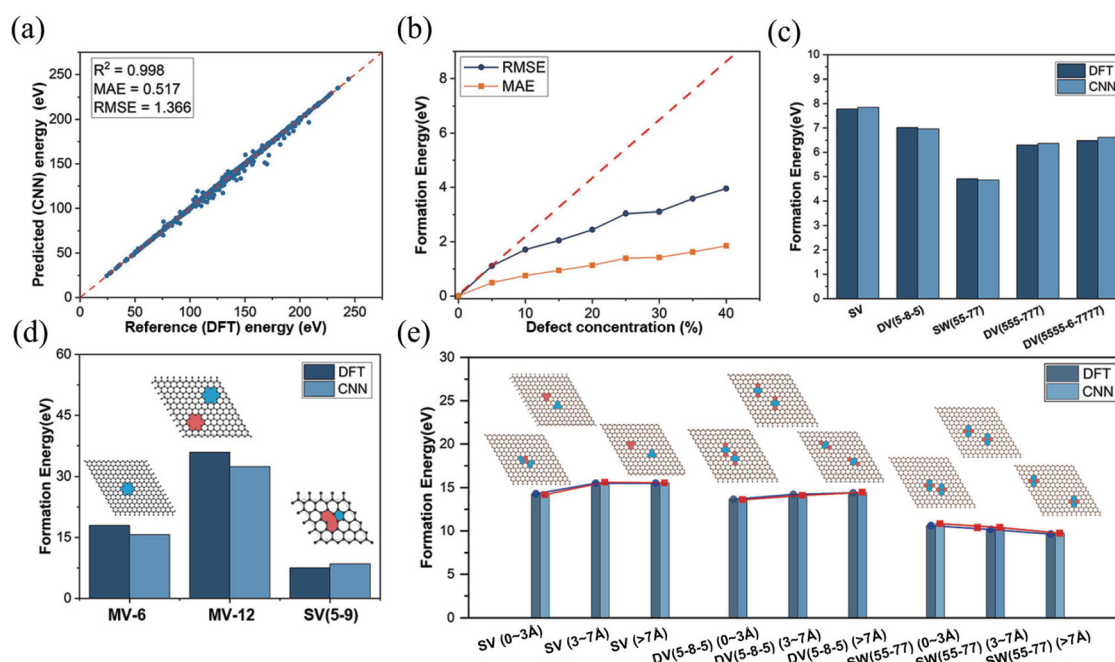 (a)
R² = 0.998
MAE = 0.517
RMSE = 1.366
Predicted (CNN) energy (eV)
250
200
150
100
50
0
0 50 100 150 200 250
Reference (DFT) energy (eV)
(b)
RMSE
MAE
Formation Energy(eV)
8
6
4
2
0
0 10 20 30 40
Defect concentration (%)
(c)
DFT
CNN
Formation Energy(eV)
10
9
8
7
6
5
4
3
2
1
0
SV
DV(5-8-5)
SW(55-77)
DV(555-777)
DV(5555-6-7777)
(d)
DFT
CNN
Formation Energy(eV)
60
45
30
15
0
MV-6 MV-12 SV(5-9)
(e)
DFT
CNN
Formation Energy(eV)
30
25
20
15
10
5
0
SV (0~3Å)
SV (3~7Å)
SV (>7Å)
DV(5-8-5) (0~3Å)
DV(5-8-5) (3~7Å)
DV(5-8-5) (>7Å)
SW(55-77) (0~3Å)
SW(55-77) (3~7Å)
SW(55-77) (>7Å)